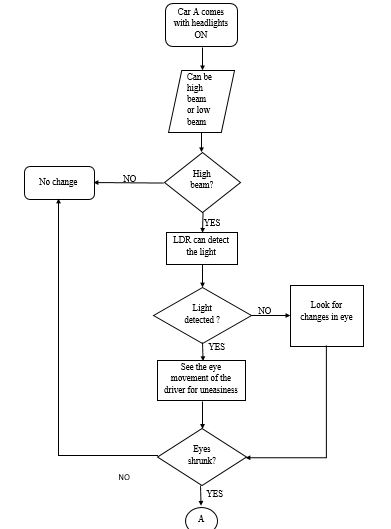 Car A comes
with headlights
ON
Can be
high
beam
or low
beam
High
beam?
NO
No change
YES
LDR can detect
the light
Light
detected ?
NO
Look for
changes in eye
YES
See the eye
movement of the
driver for uneasiness
Eyes
shrunk?
NO
YES
A